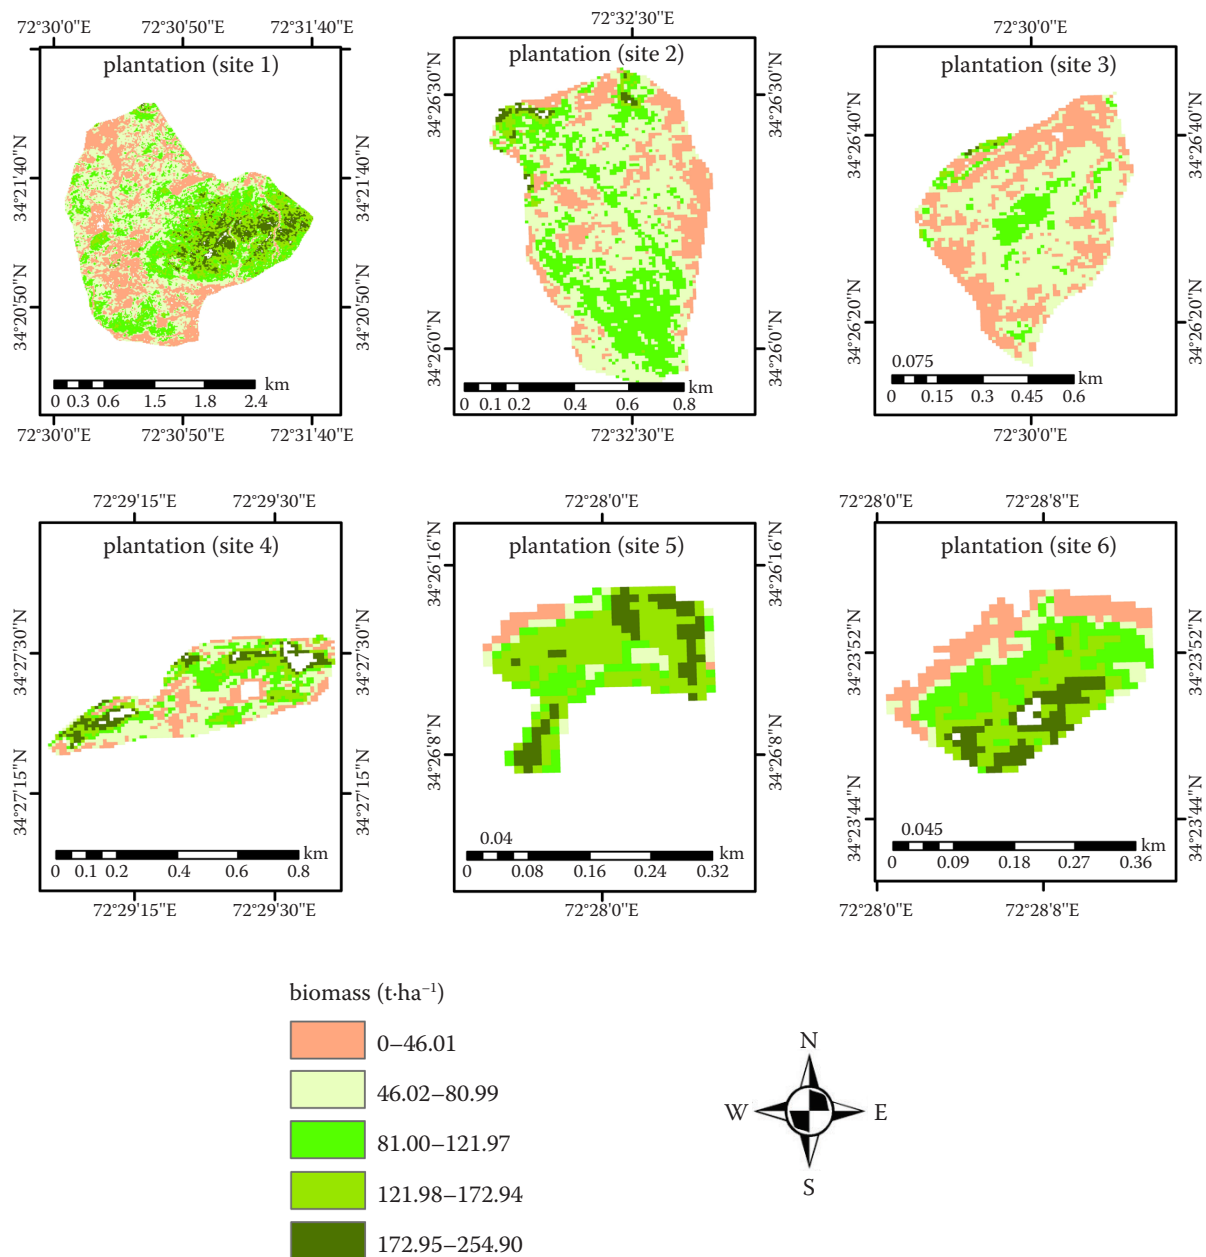 72°30'0"E 72°30'50"E 72°31'40"E
plantation (site 1)
34°21'40"N
34°20'50"N
34°21'40"N
34°20'50"N
km
0 0.3 0.6 1.5 1.8 2.4
72°30'0"E 72°30'50"E 72°31'40"E
72°32'30"E
plantation (site 2)
34°26'30"N
34°26'0"N
34°26'30"N
34°26'0"N
km
0 0.1 0.2 0.4 0.6 0.8
72°32'30"E
72°30'0"E
plantation (site 3)
34°26'40"N
34°26'20"N
34°26'40"N
34°26'20"N
0.075
km
0 0.15 0.3 0.45 0.6
72°30'0"E
72°29'15"E 72°29'30"E
plantation (site 4)
34°27'30"N
34°27'15"N
34°27'30"N
34°27'15"N
km
0 0.1 0.2 0.4 0.6 0.8
72°29'15"E 72°29'30"E
72°28'0"E
plantation (site 5)
34°26'16"N
34°26'8"N
34°26'16"N
34°26'8"N
0.04
km
0 0.08 0.16 0.24 0.32
72°28'0"E
72°28'0"E 72°28'8"E
plantation (site 6)
34°23'52"N
34°23'44"N
34°23'52"N
34°23'44"N
0.045
km
0 0.09 0.18 0.27 0.36
72°28'0"E 72°28'8"E
biomass (t·ha⁻¹)
0–46.01
46.02–80.99
81.00–121.97
121.98–172.94
172.95–254.90
N
W E
S